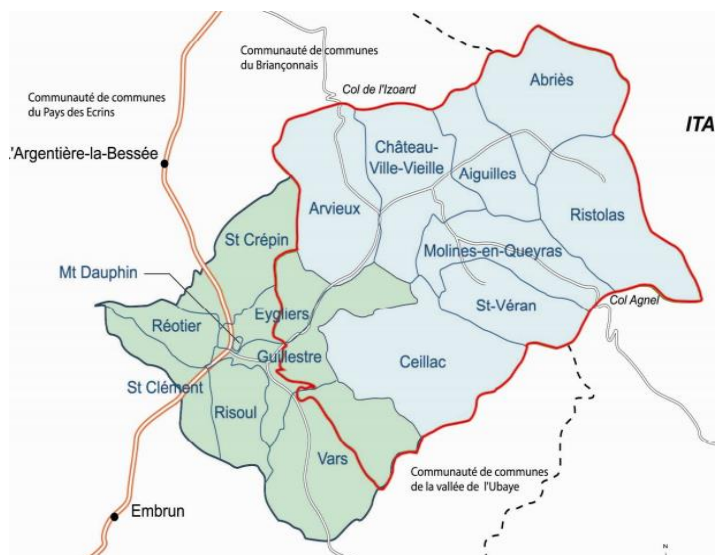 Communauté de communes
du Briançonnais
Communauté de communes
du Pays des Ecrins
Col de l'Izoard
Abriès
ITA
'Argentière-la-Bessée
Château-
Ville-Vieille
Aiguilles
Arvieux
Ristolas
St Crépin
Molines-en-Queyras
Mt Dauphin
St-Véran
Col Agnel
Eygliers
Réotier
Guillestre
Ceillac
St Clément
Risoul
Vars
Communauté de communes
de la vallée de l'Ubaye
Embrun
N